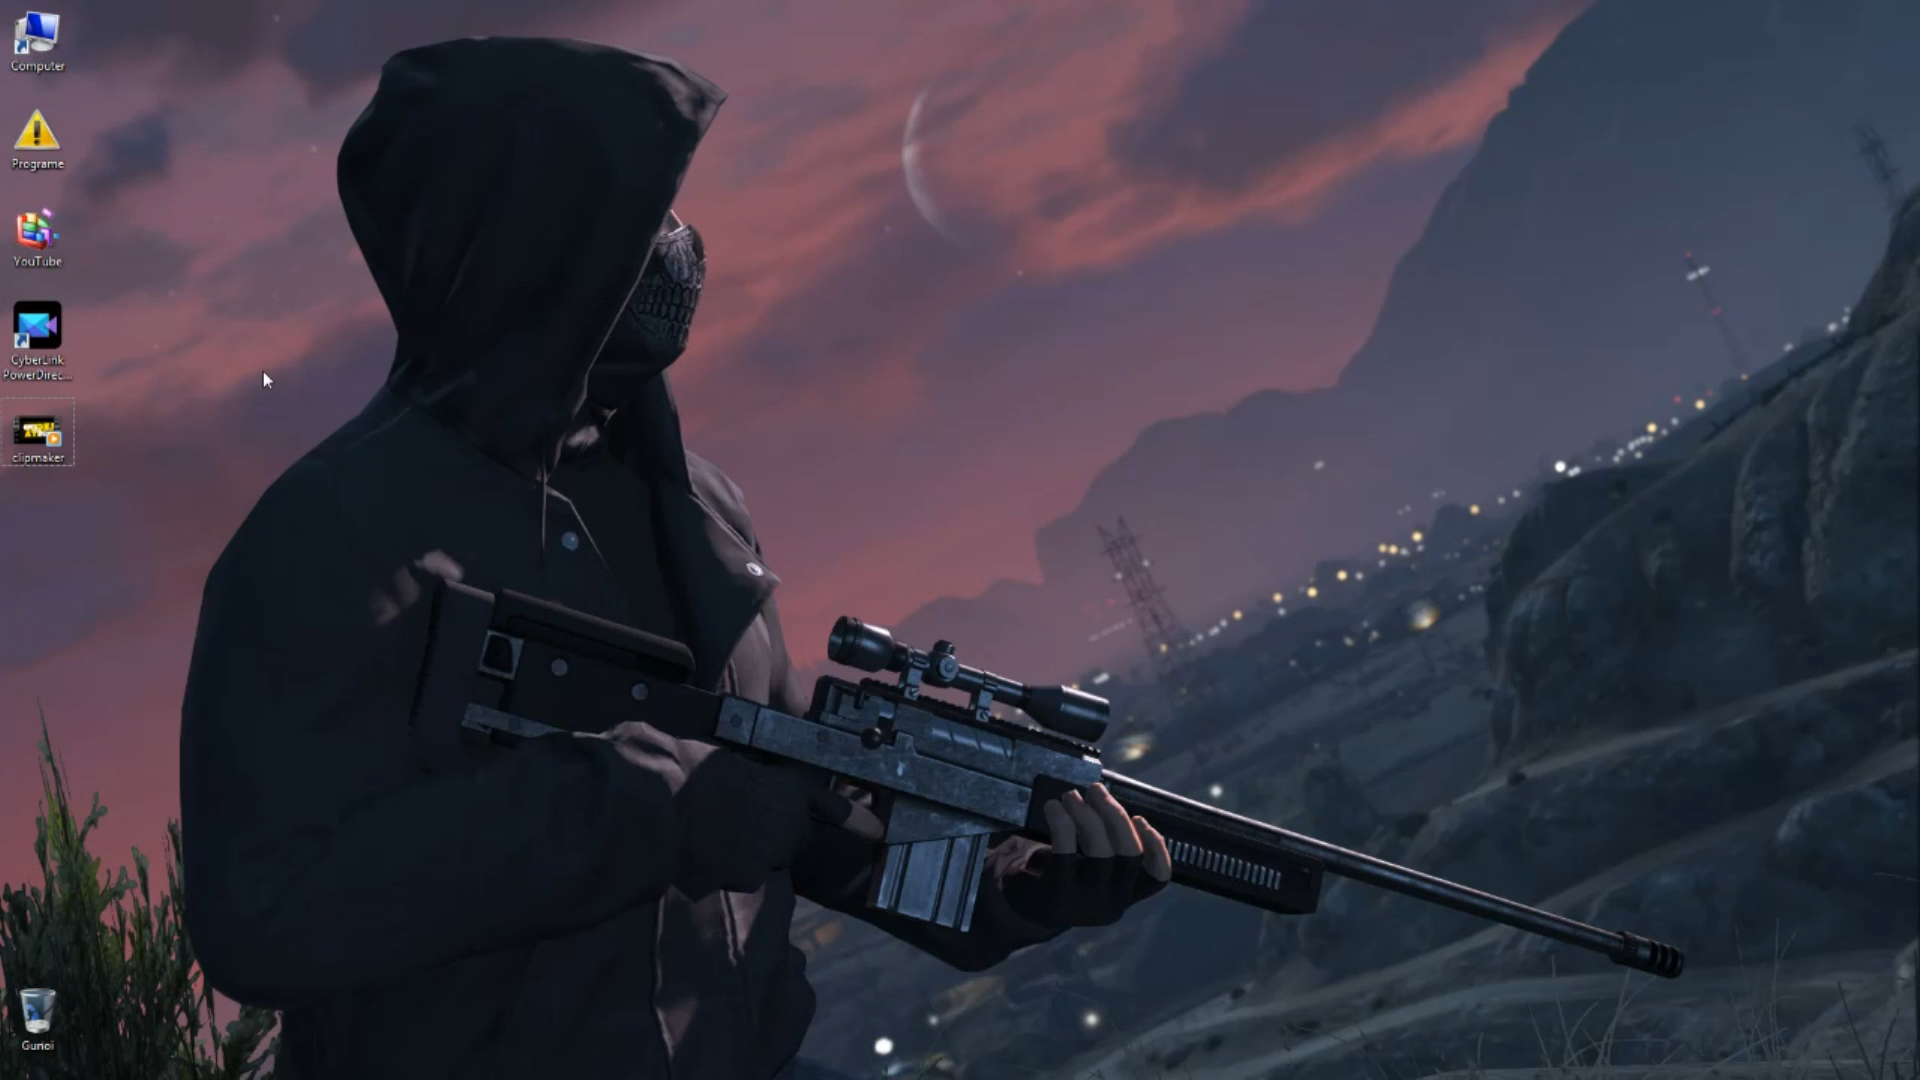 Computer
Programe
YouTube
CyberLink
PowerDirec...
clipmaker
Gunoi